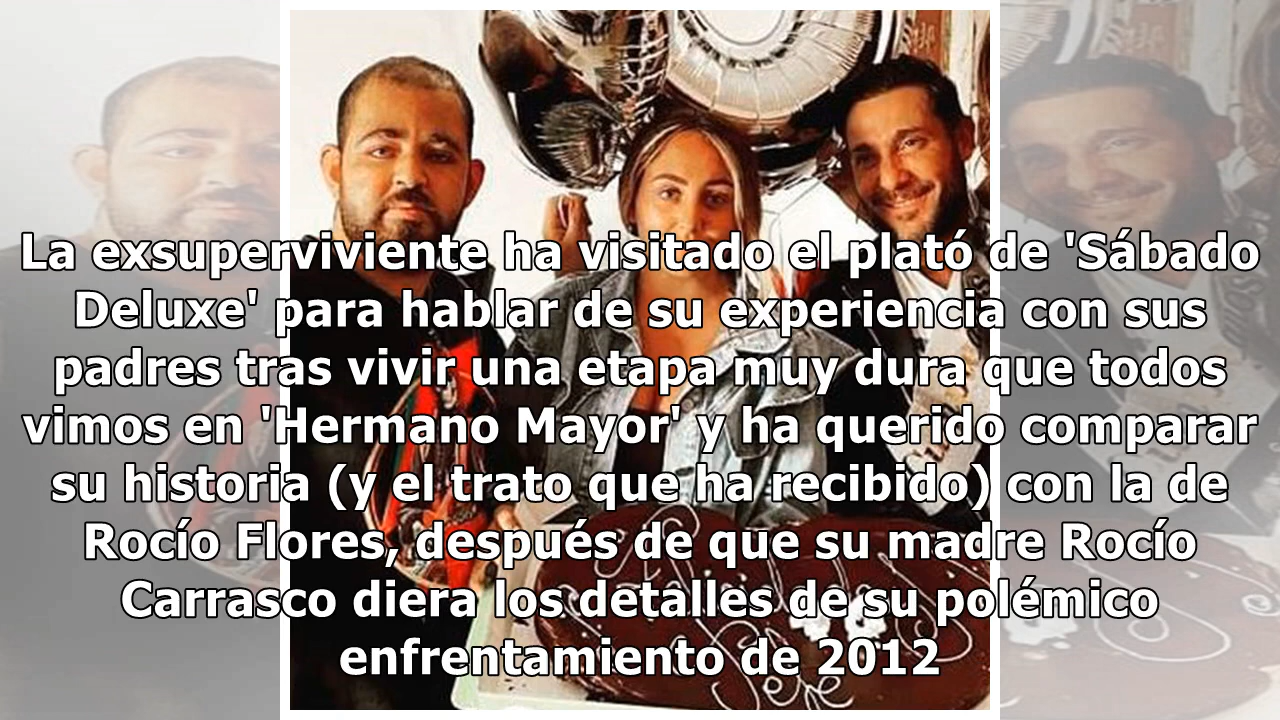 La exsuperviviente ha visitado el plató de 'Sábado
Deluxe' para hablar de su experiencia con sus
padres tras vivir una etapa muy dura que todos
vimos en 'Hermano Mayor' y ha querido comparar
su historia (y el trato que ha recibido) con la de
Rocío Flores, después de que su madre Rocío
Carrasco diera los detalles de su polémico
enfrentamiento de 2012